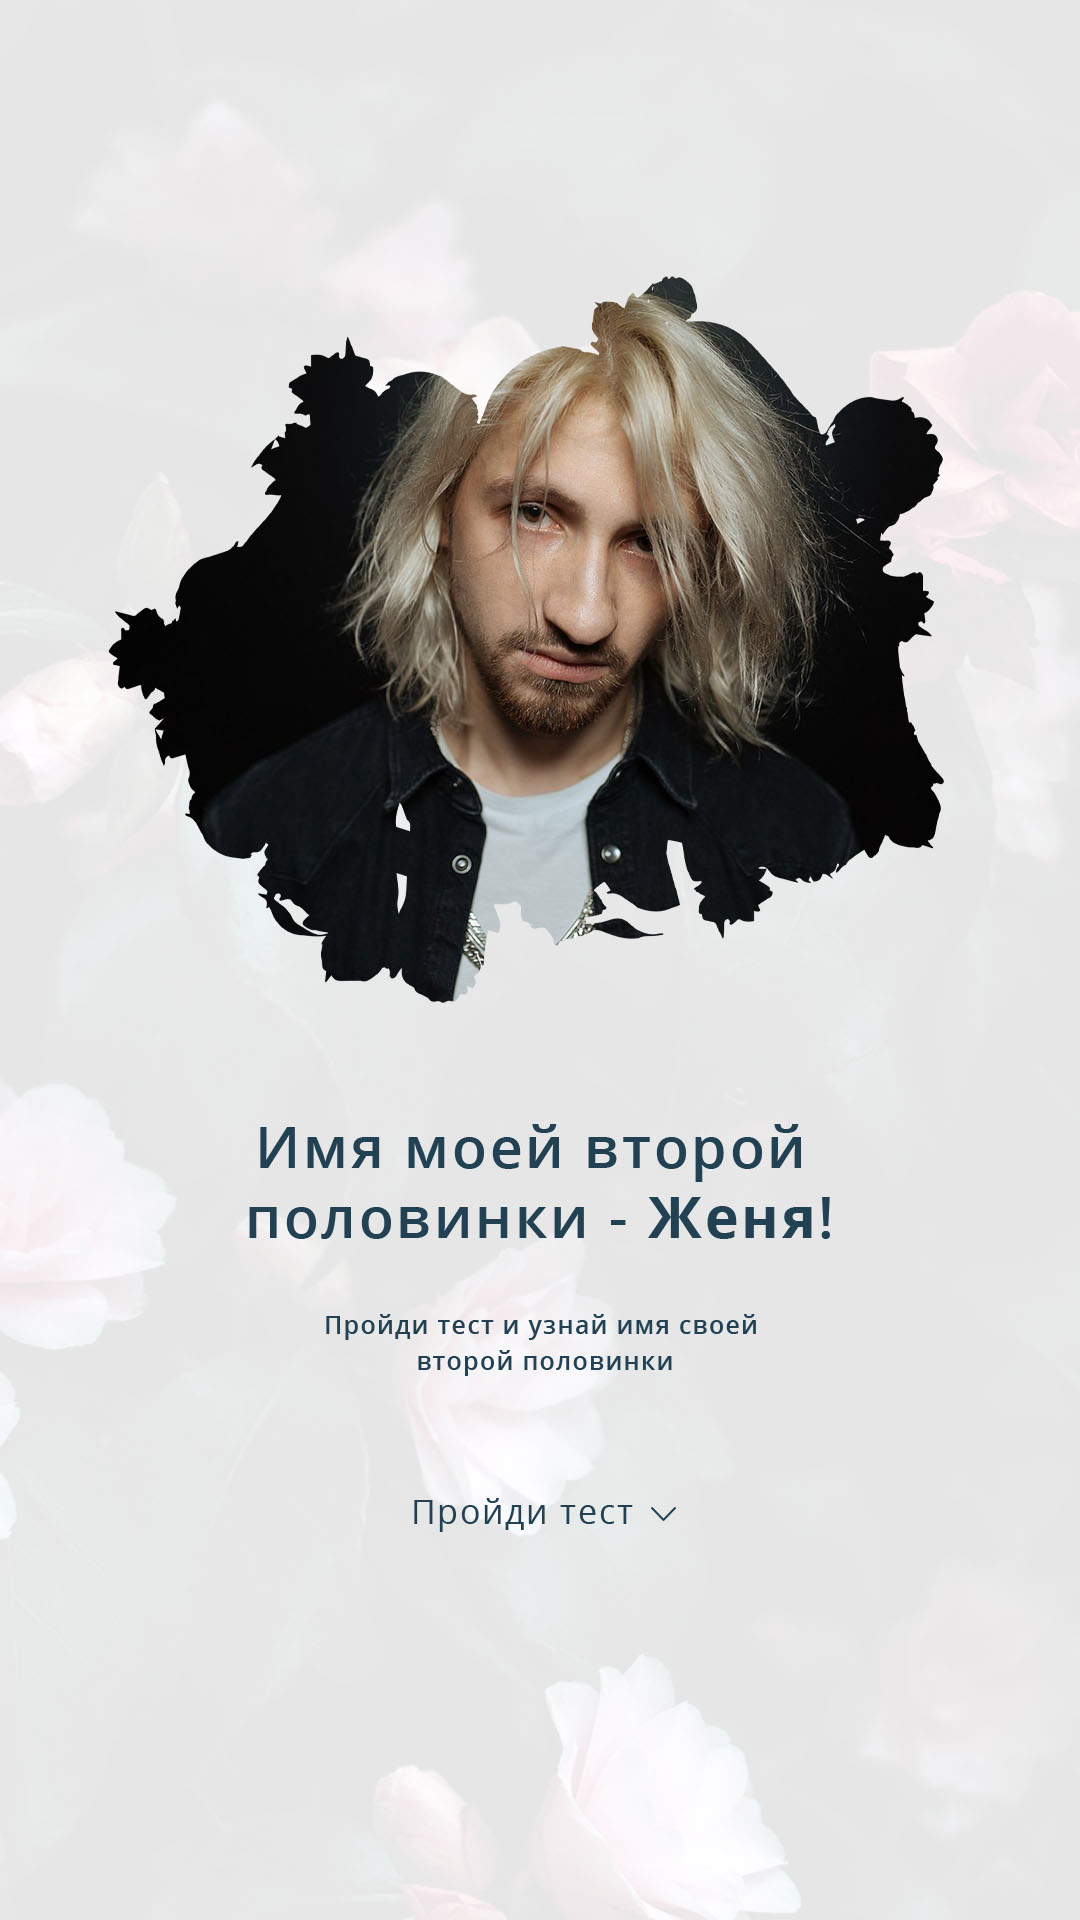 Имя моей второй
половинки - Женя!
Пройди тест и узнай имя своей
второй половинки
Пройди тест